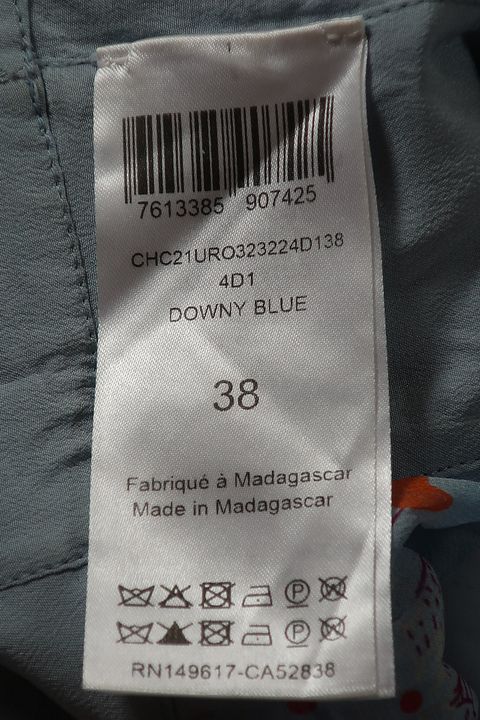 7613385 907425
CHC21URO323224D138
4D1
DOWNY BLUE
38
Fabriqué à Madagascar
Made in Madagascar
P
P
RN149617-CA52838